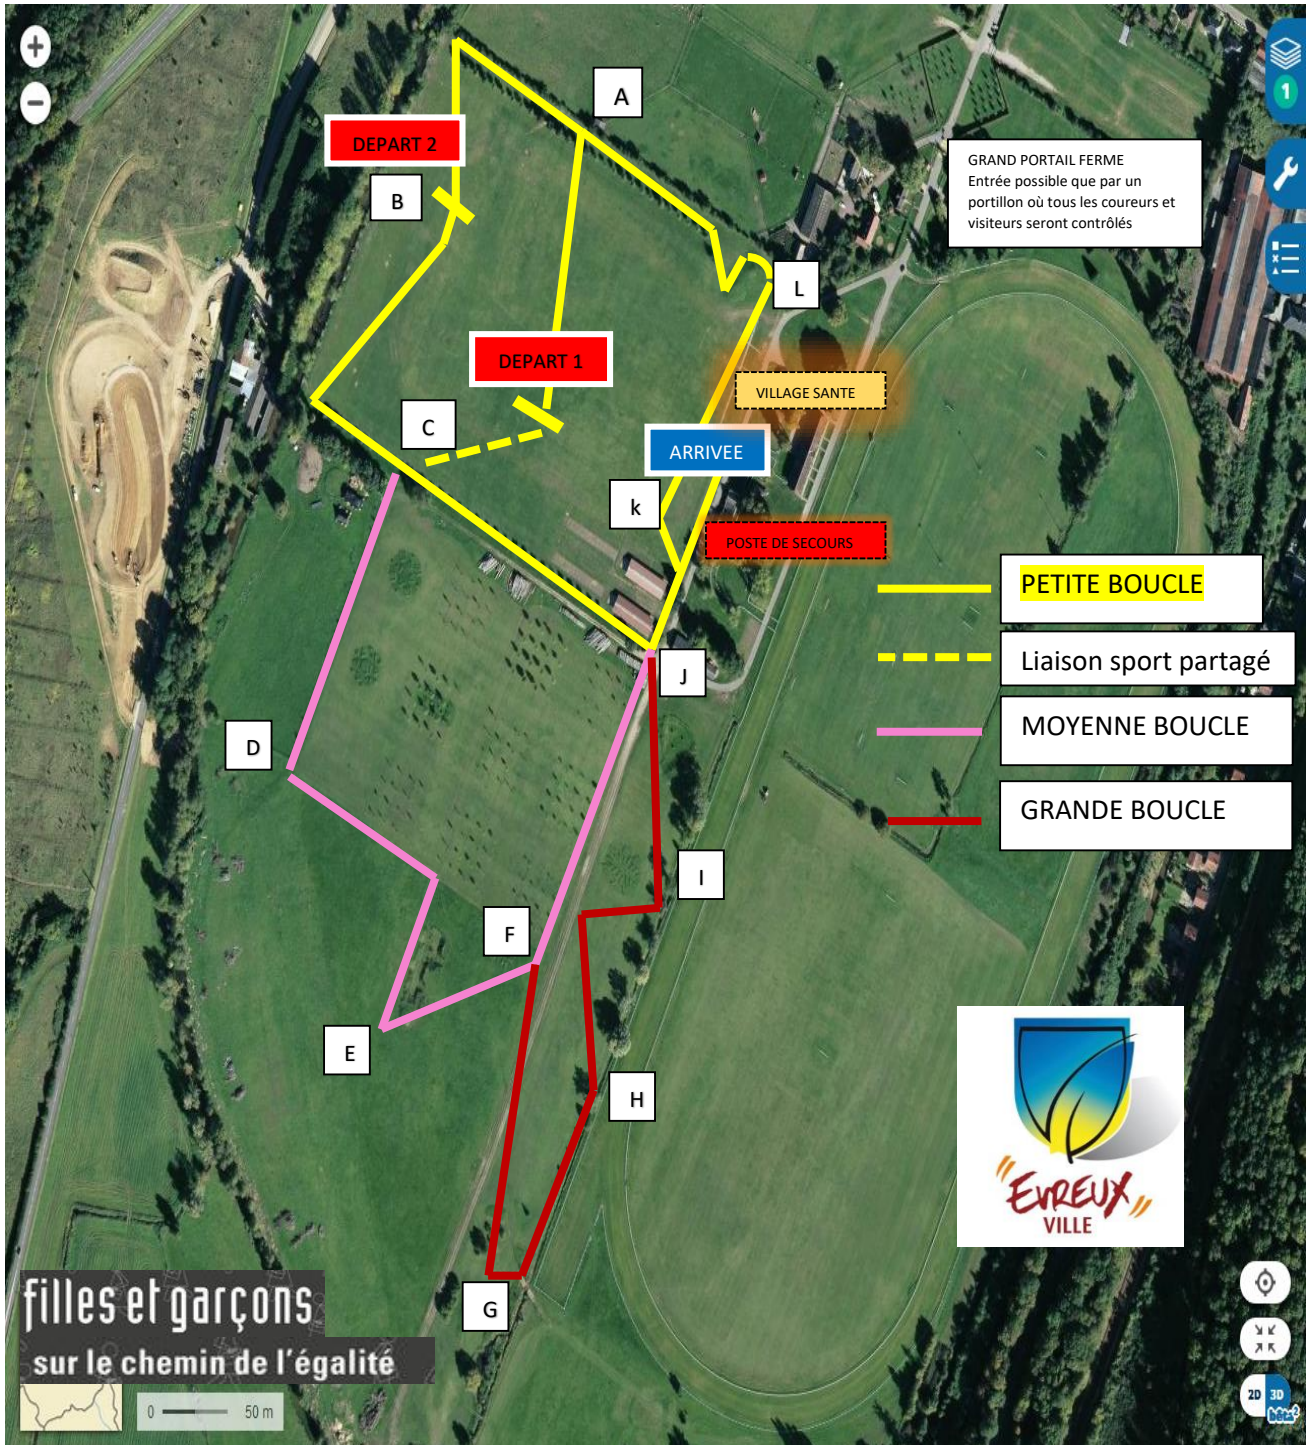 A
DEPART 2
B
GRAND PORTAIL FERME
Entrée possible que par un
portillon où tous les coureurs et
visiteurs seront contrôlés
1
L
DEPART 1
VILLAGE SANTE
C
ARRIVEE
k
POSTE DE SECOURS
PETITE BOUCLE
Liaison sport partagé
J
MOYENNE BOUCLE
D
GRANDE BOUCLE
I
F
E
H
EVREUX
VILLE
G
filles et garçons
sur le chemin de l'égalité
0 50 m
2D 3D
bêta